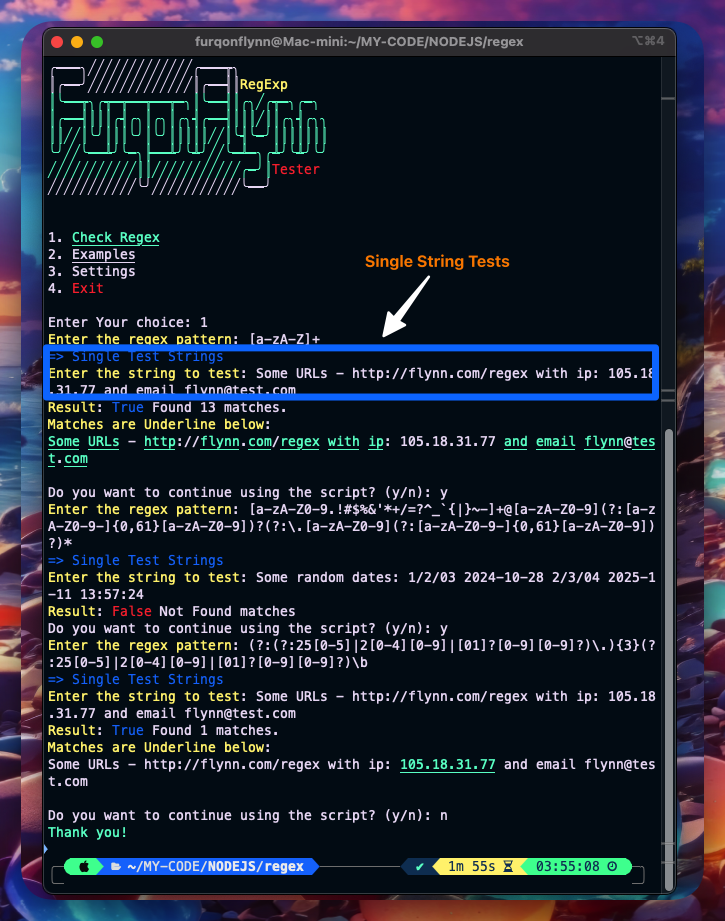 furqonflynn@Mac-mini:~/MY-CODE/NODEJS/regex
⌥⌘4
RegExp
Tester
1. Check Regex
2. Examples
3. Settings
4. Exit
Single String Tests
Enter Your choice: 1
Enter the regex pattern: [a-zA-Z]+
=> Single Test Strings
Enter the string to test: Some URLs - http://flynn.com/regex with ip: 105.18
.31.77 and email flynn@test.com
Result: True Found 13 matches.
Matches are Underline below:
Some URLs - http://flynn.com/regex with ip: 105.18.31.77 and email flynn@tes
t.com
Do you want to continue using the script? (y/n): y
Enter the regex pattern: [a-zA-Z0-9.!#$%&'*+/=?^_`{|}~-]+@[a-zA-Z0-9](?:[a-z
A-Z0-9-]{0,61}[a-zA-Z0-9])?(?:\.[a-zA-Z0-9](?:[a-zA-Z0-9-]{0,61}[a-zA-Z0-9])
?)*
=> Single Test Strings
Enter the string to test: Some random dates: 1/2/03 2024-10-28 2/3/04 2025-1
-11 13:57:24
Result: False Not Found matches
Do you want to continue using the script? (y/n): y
Enter the regex pattern: (?:(?:25[0-5]|2[0-4][0-9]|[01]?[0-9][0-9]?)\.){3}(?
:25[0-5]|2[0-4][0-9]|[01]?[0-9][0-9]?)\b
=> Single Test Strings
Enter the string to test: Some URLs - http://flynn.com/regex with ip: 105.18
.31.77 and email flynn@test.com
Result: True Found 1 matches.
Matches are Underline below:
Some URLs - http://flynn.com/regex with ip: 105.18.31.77 and email flynn@tes
t.com
Do you want to continue using the script? (y/n): n
Thank you!
~/MY-CODE/NODEJS/regex ✔ 1m 55s 03:55:08